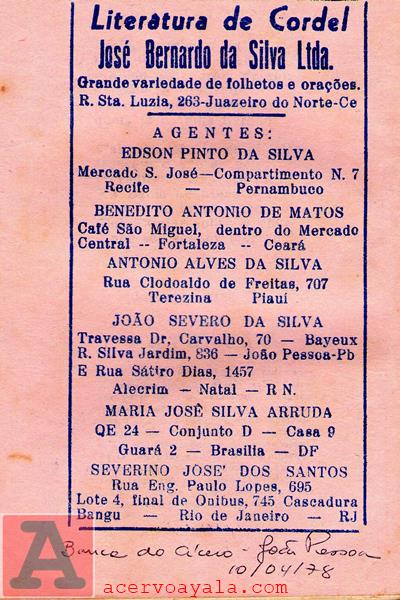 Literatura de Cordel
José Bernardo da Silva Ltda.
Grande variedade de folhetos e orações.
R. Sta. Luzia, 263-Juazeiro do Norte-Ce
AGENTES:
EDSON PINTO DA SILVA
Mercado S. José—Compartimento N. 7
Recife — Pernambuco
BENEDITO ANTONIO DE MATOS
Café São Miguel, dentro do Mercado
Central -- Fortaleza -- Ceará
ANTONIO ALVES DA SILVA
Rua Clodoaldo de Freitas, 707
Terezina Piauí
JOÃO SEVERO DA SILVA
Travessa Dr, Carvalho, 70 — Bayeux
R. Silva Jardim, 836 — João Pessoa-Pb
E Rua Sátiro Dias, 1457
Alecrim — Natal — R N.
MARIA JOSÊ SILVA ARRUDA
QE 24 — Conjunto D — Casa 9
Guará 2 — Brasilia — DF
SEVERINO JOSE' DOS SANTOS
Rua Eng. Paulo Lopes, 695
Lote 4, final de Onibus, 745 Cascadura
Bangu — Rio de Janeiro — RJ
Banca do Cícero - João Pessoa
10/04/78
A
acervoayala.com